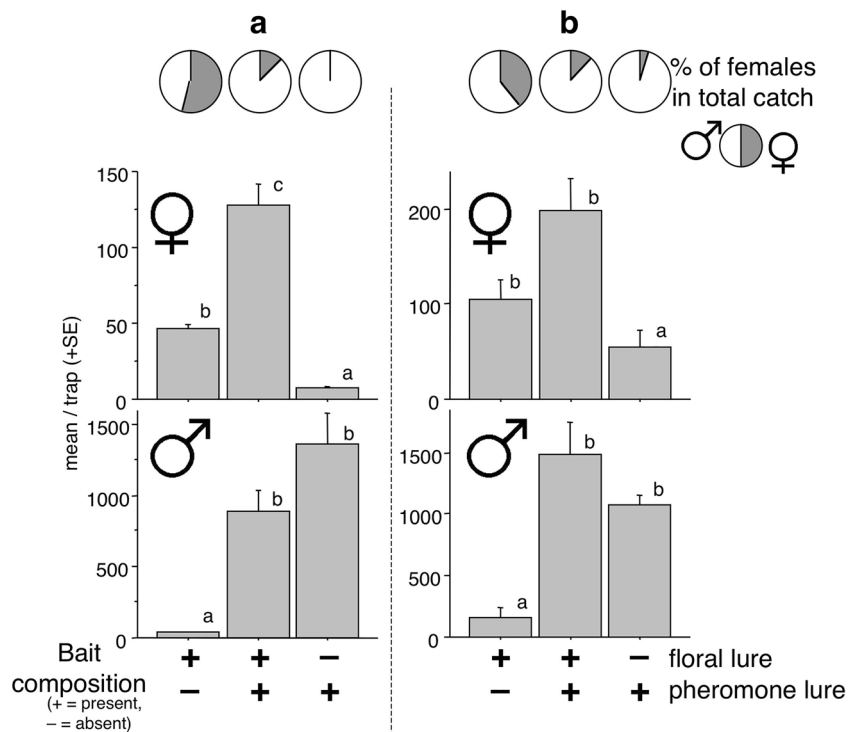 a
b
% of females
in total catch
150
100
50
0
b
c
a
200
100
0
b
b
a
mean / trap (+SE)
1500
1000
500
0
a
b
b
1500
1000
500
0
a
b
b
Bait
composition
(+ = present,
– = absent)
+ + –
– + +
+ + – floral lure
– + + pheromone lure